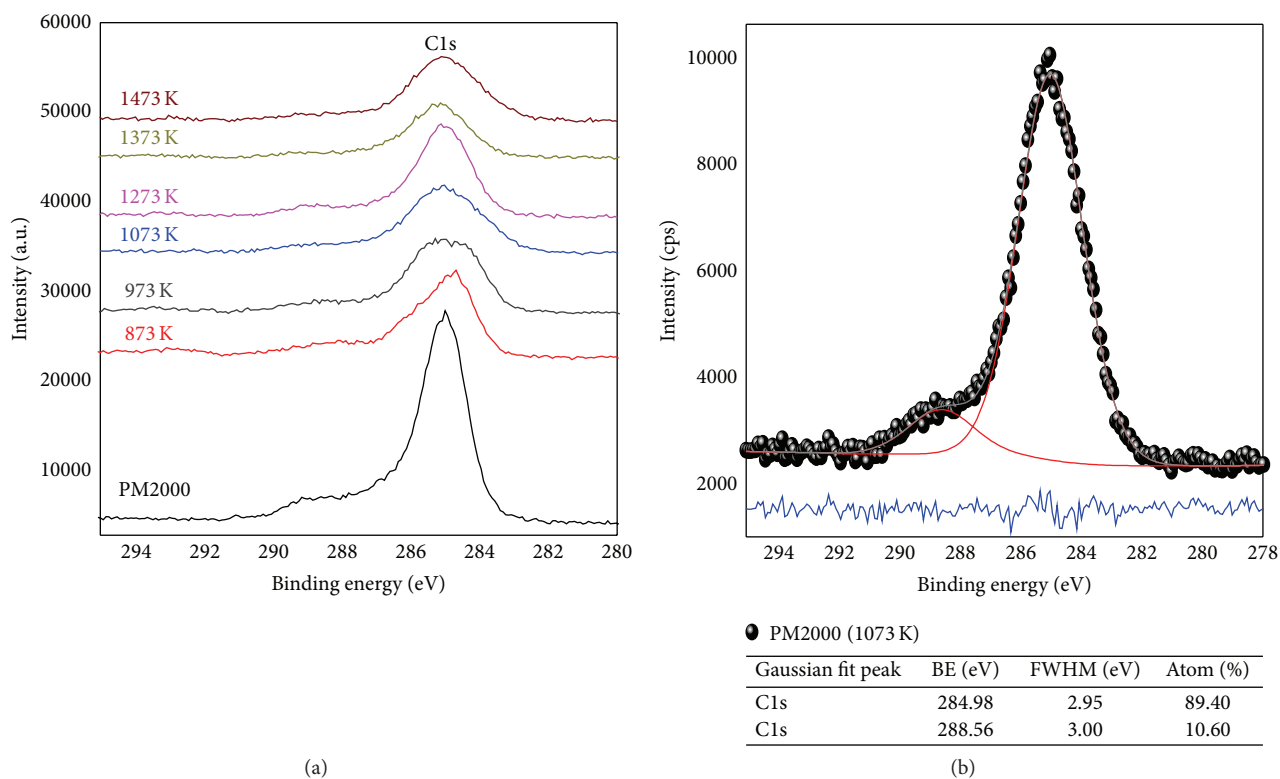 60000
50000
40000
30000
20000
10000
Intensity (a.u.)
C1s
1473 K
1373 K
1273 K
1073 K
973 K
873 K
PM2000
294 292 290 288 286 284 282 280
Binding energy (eV)
(a)
10000
8000
6000
4000
2000
Intensity (cps)
294 292 290 288 286 284 282 280 278
Binding energy (eV)
PM2000 (1073 K)
Gaussian fit peak BE (eV) FWHM (eV) Atom (%)
C1s 284.98 2.95 89.40
C1s 288.56 3.00 10.60
(b)